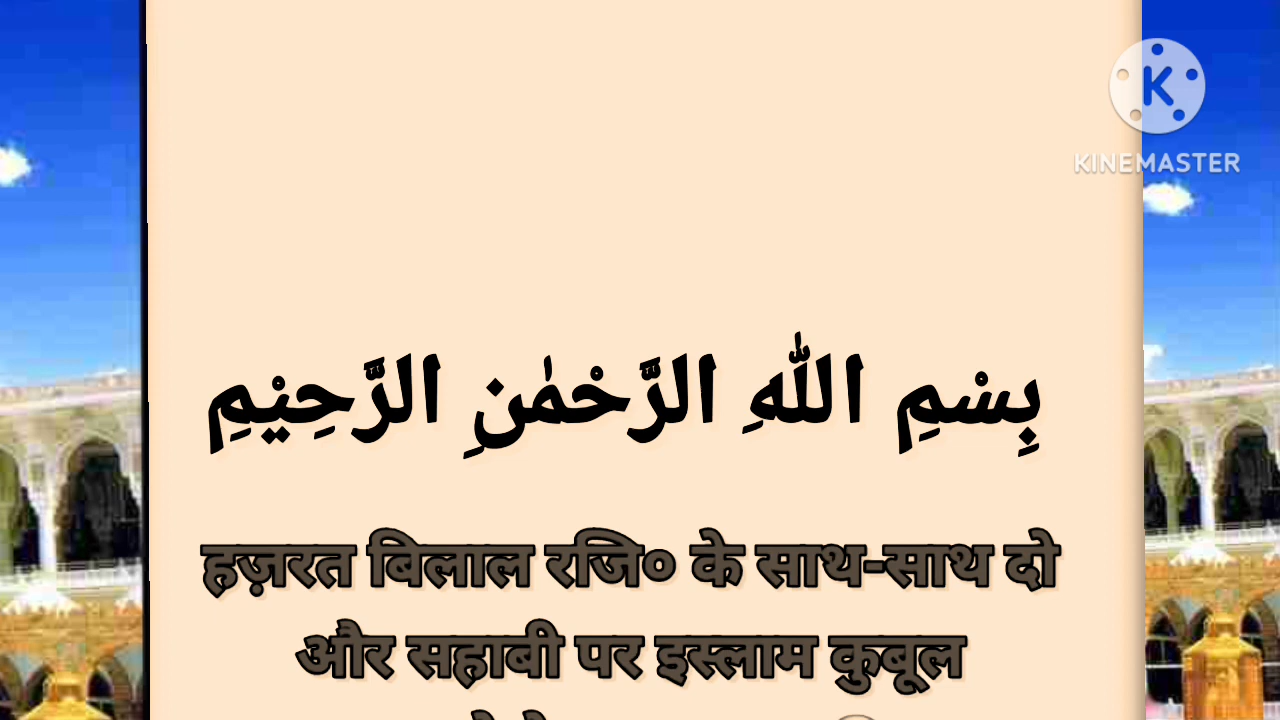 KINEMASTER
بِسْمِ اللّٰهِ الرَّحْمٰنِ الرَّحِيْمِ
हज़रत बिलाल रजि० के साथ-साथ दो
और सहाबी पर इस्लाम कुबूल